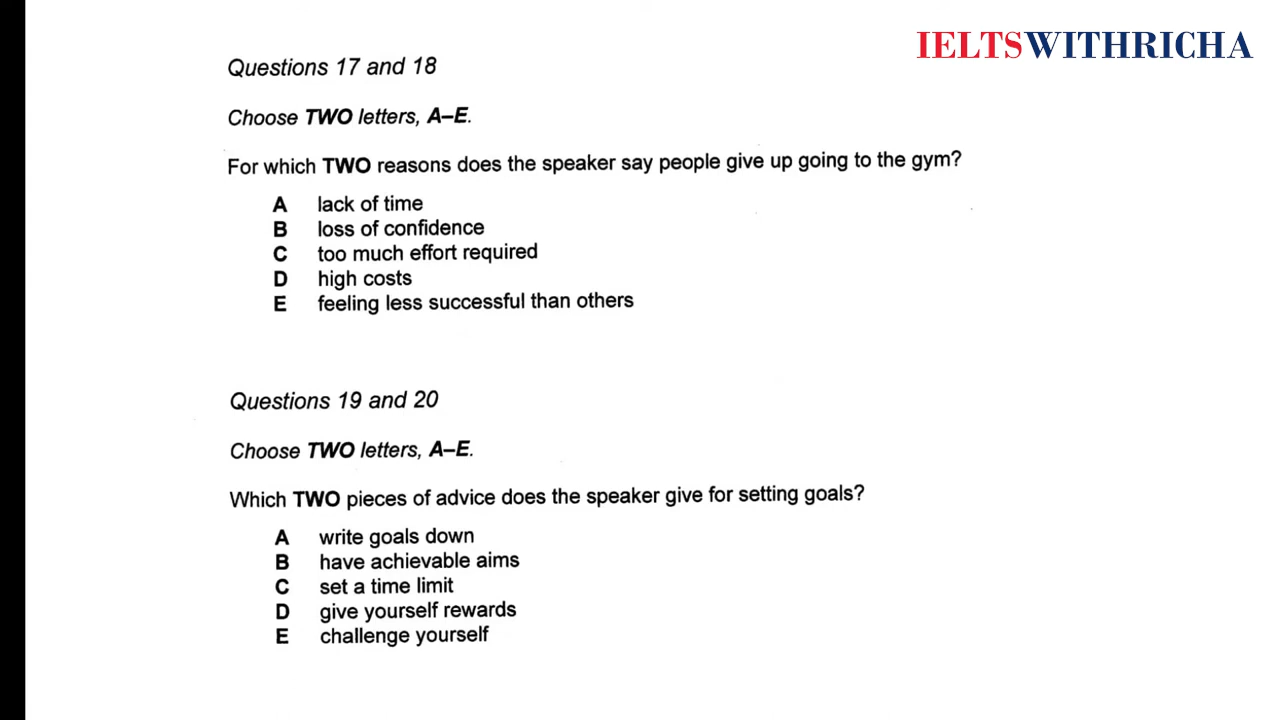 IELTSWITHRICHA
Questions 17 and 18
Choose TWO letters, A–E.
For which TWO reasons does the speaker say people give up going to the gym?
A lack of time
B loss of confidence
C too much effort required
D high costs
E feeling less successful than others
Questions 19 and 20
Choose TWO letters, A–E.
Which TWO pieces of advice does the speaker give for setting goals?
A write goals down
B have achievable aims
C set a time limit
D give yourself rewards
E challenge yourself